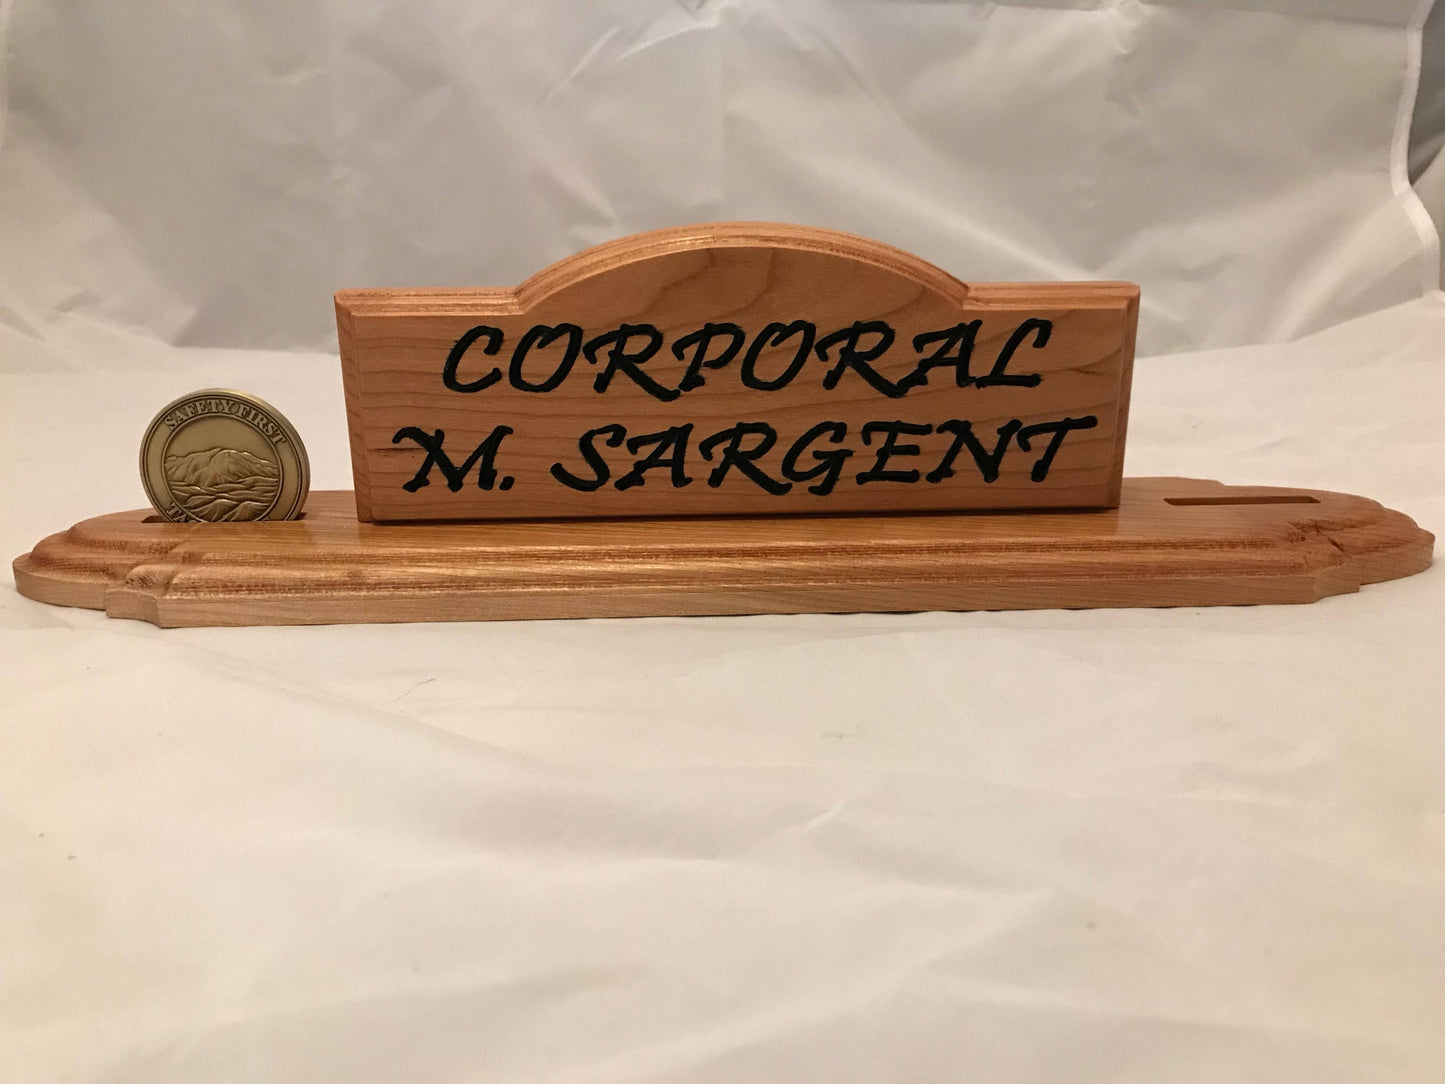 CORPORAL
M. SARGENT
SAFETY FIRST